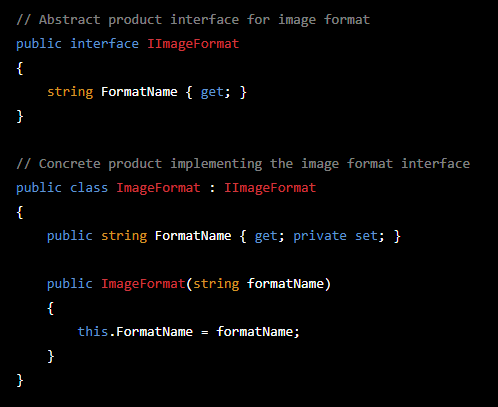 // Abstract product interface for image format
public interface IImageFormat
{
    string FormatName { get; }
}

// Concrete product implementing the image format interface
public class ImageFormat : IImageFormat
{
    public string FormatName { get; private set; }

    public ImageFormat(string formatName)
    {
        this.FormatName = formatName;
    }
}